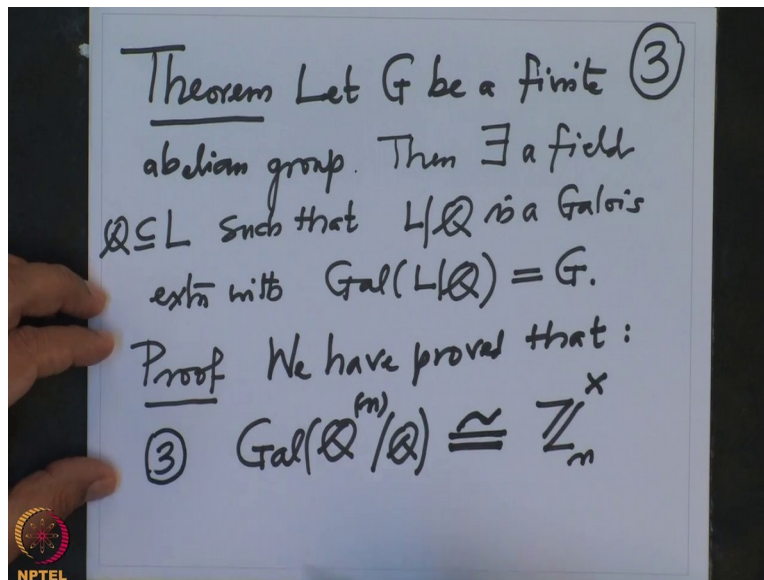 Theorem Let G be a finite ③
abelian group. Then ∃ a field
ℚ⊆L such that L|ℚ is a Galois
extn with Gal(L|ℚ) = G.
Proof We have proved that:
③ Gal(ℚ^(n)/ℚ) ≅ ℤ_n^×
NPTEL